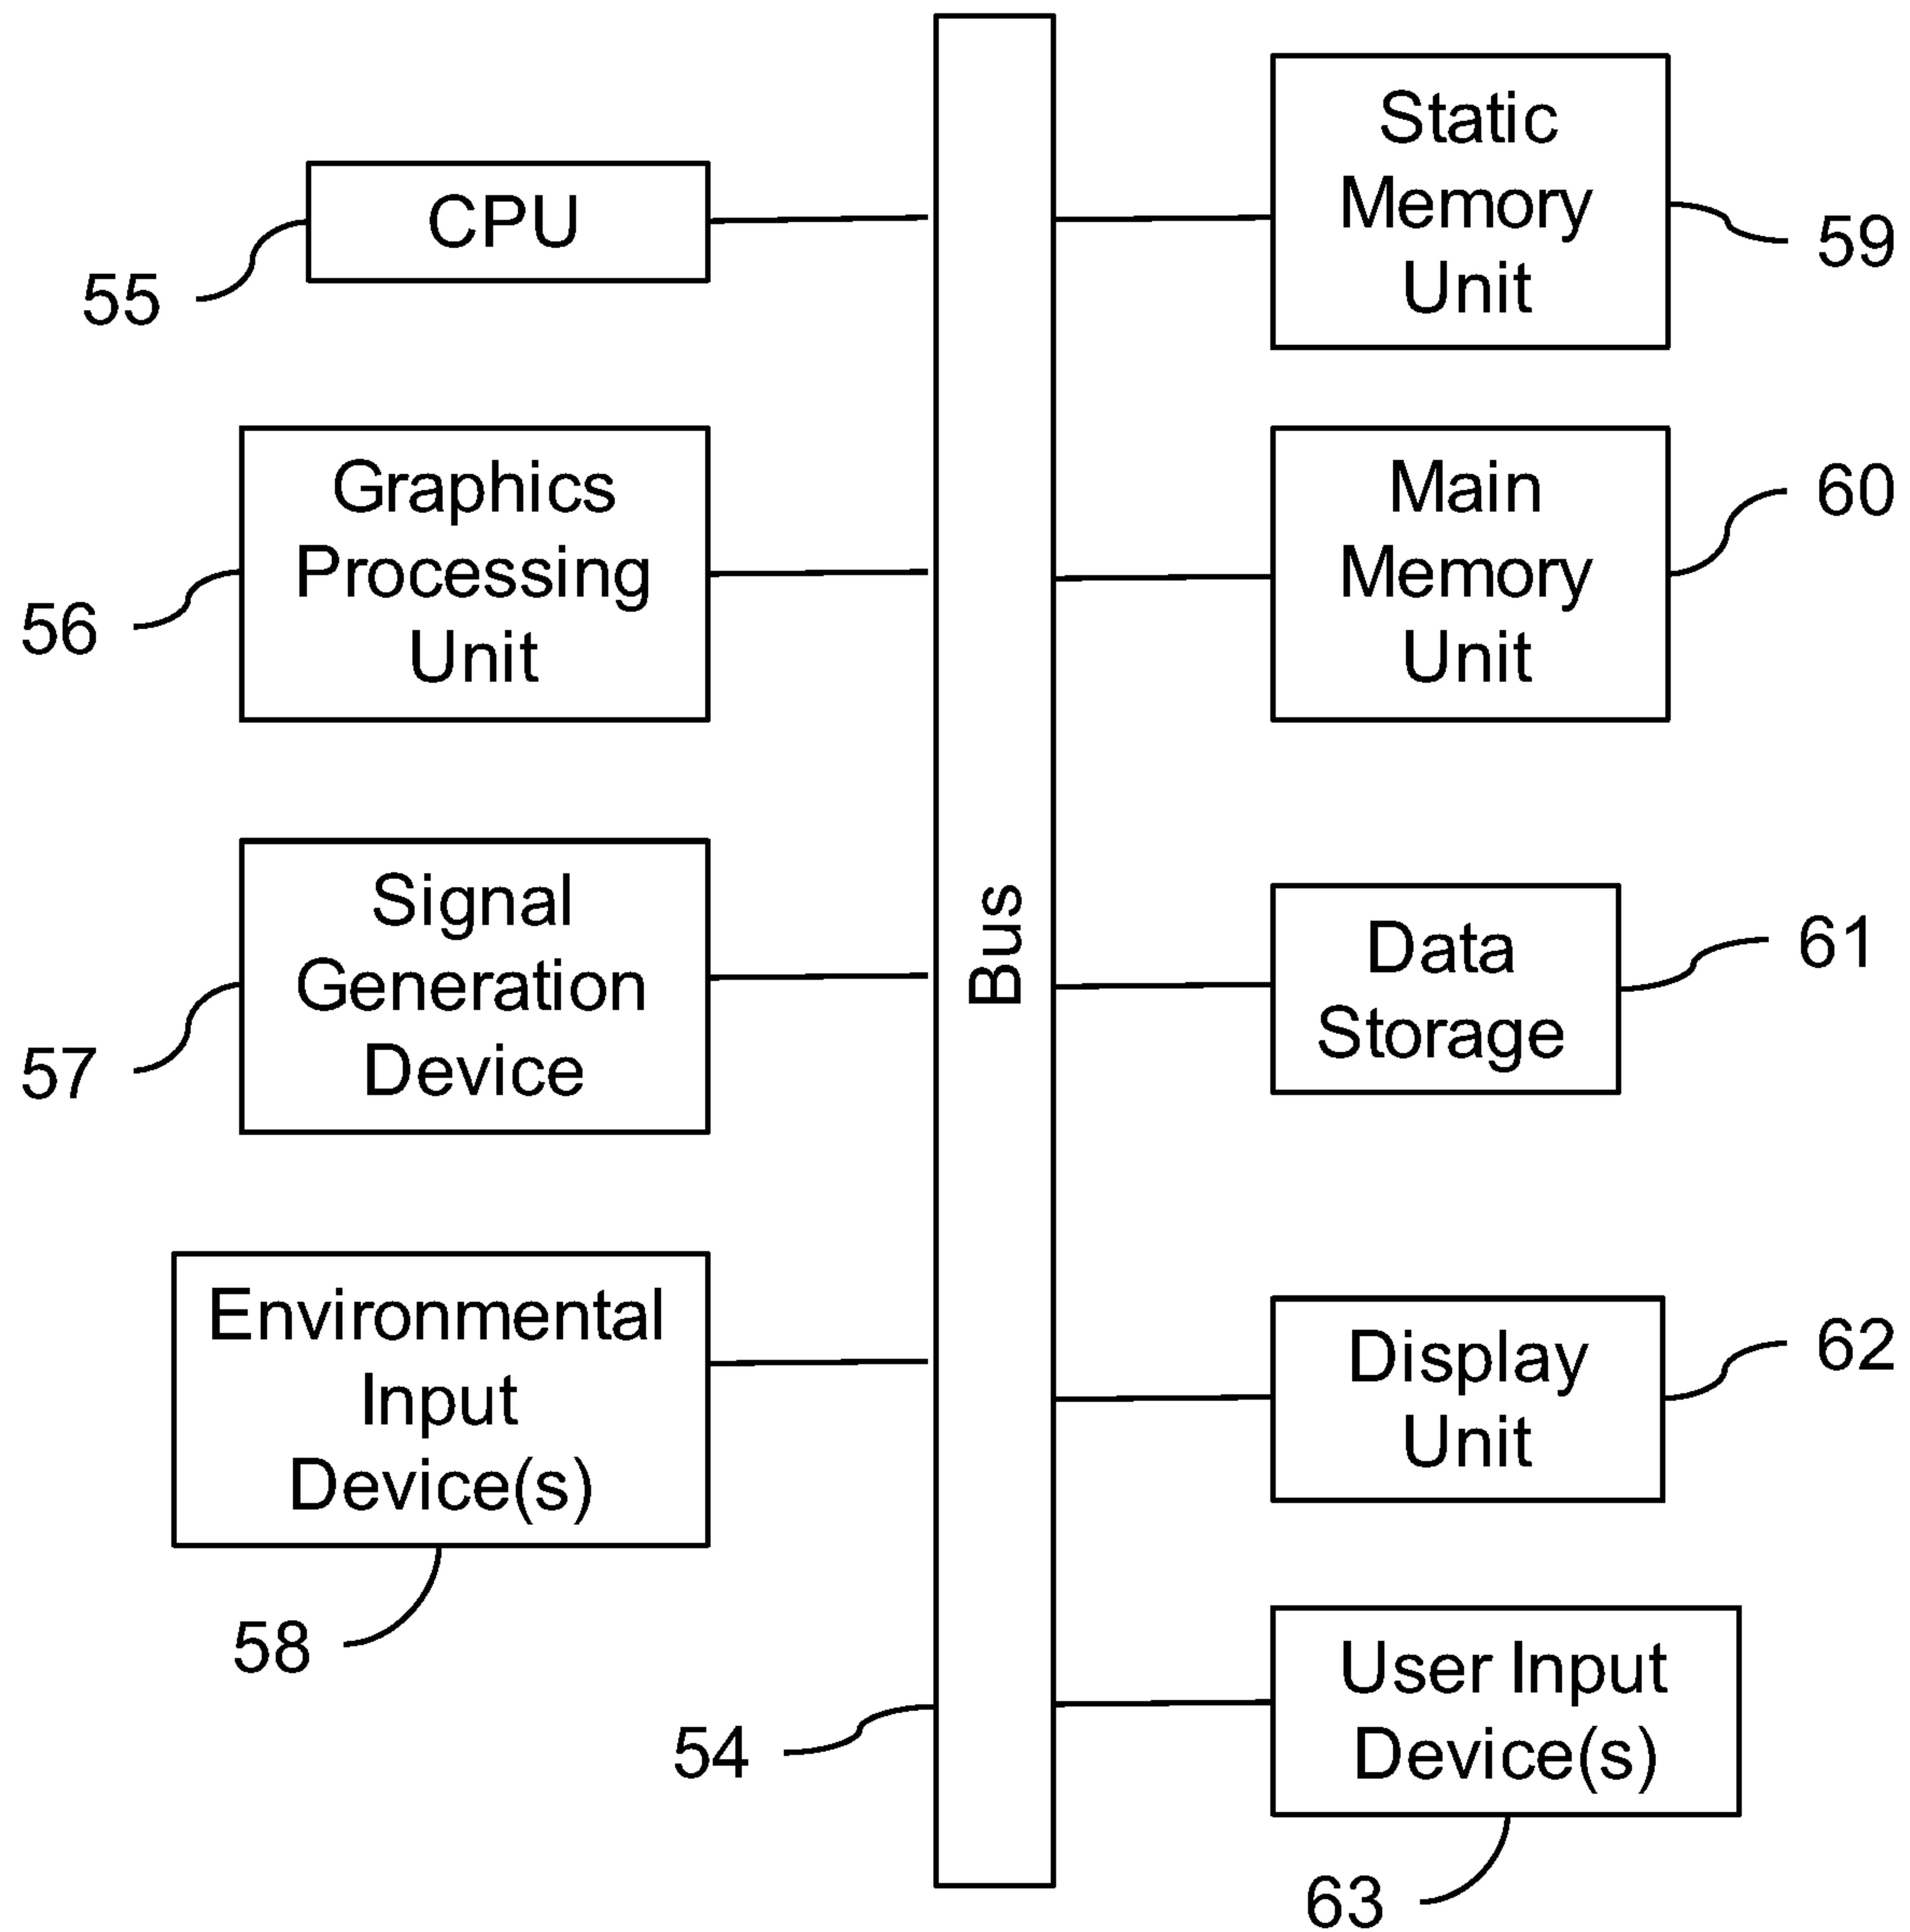 CPU
55
Graphics
Processing
Unit
56
Signal
Generation
Device
57
Environmental
Input
Device(s)
58
Bus
54
Static
Memory
Unit
59
Main
Memory
Unit
60
Data
Storage
61
Display
Unit
62
User Input
Device(s)
63